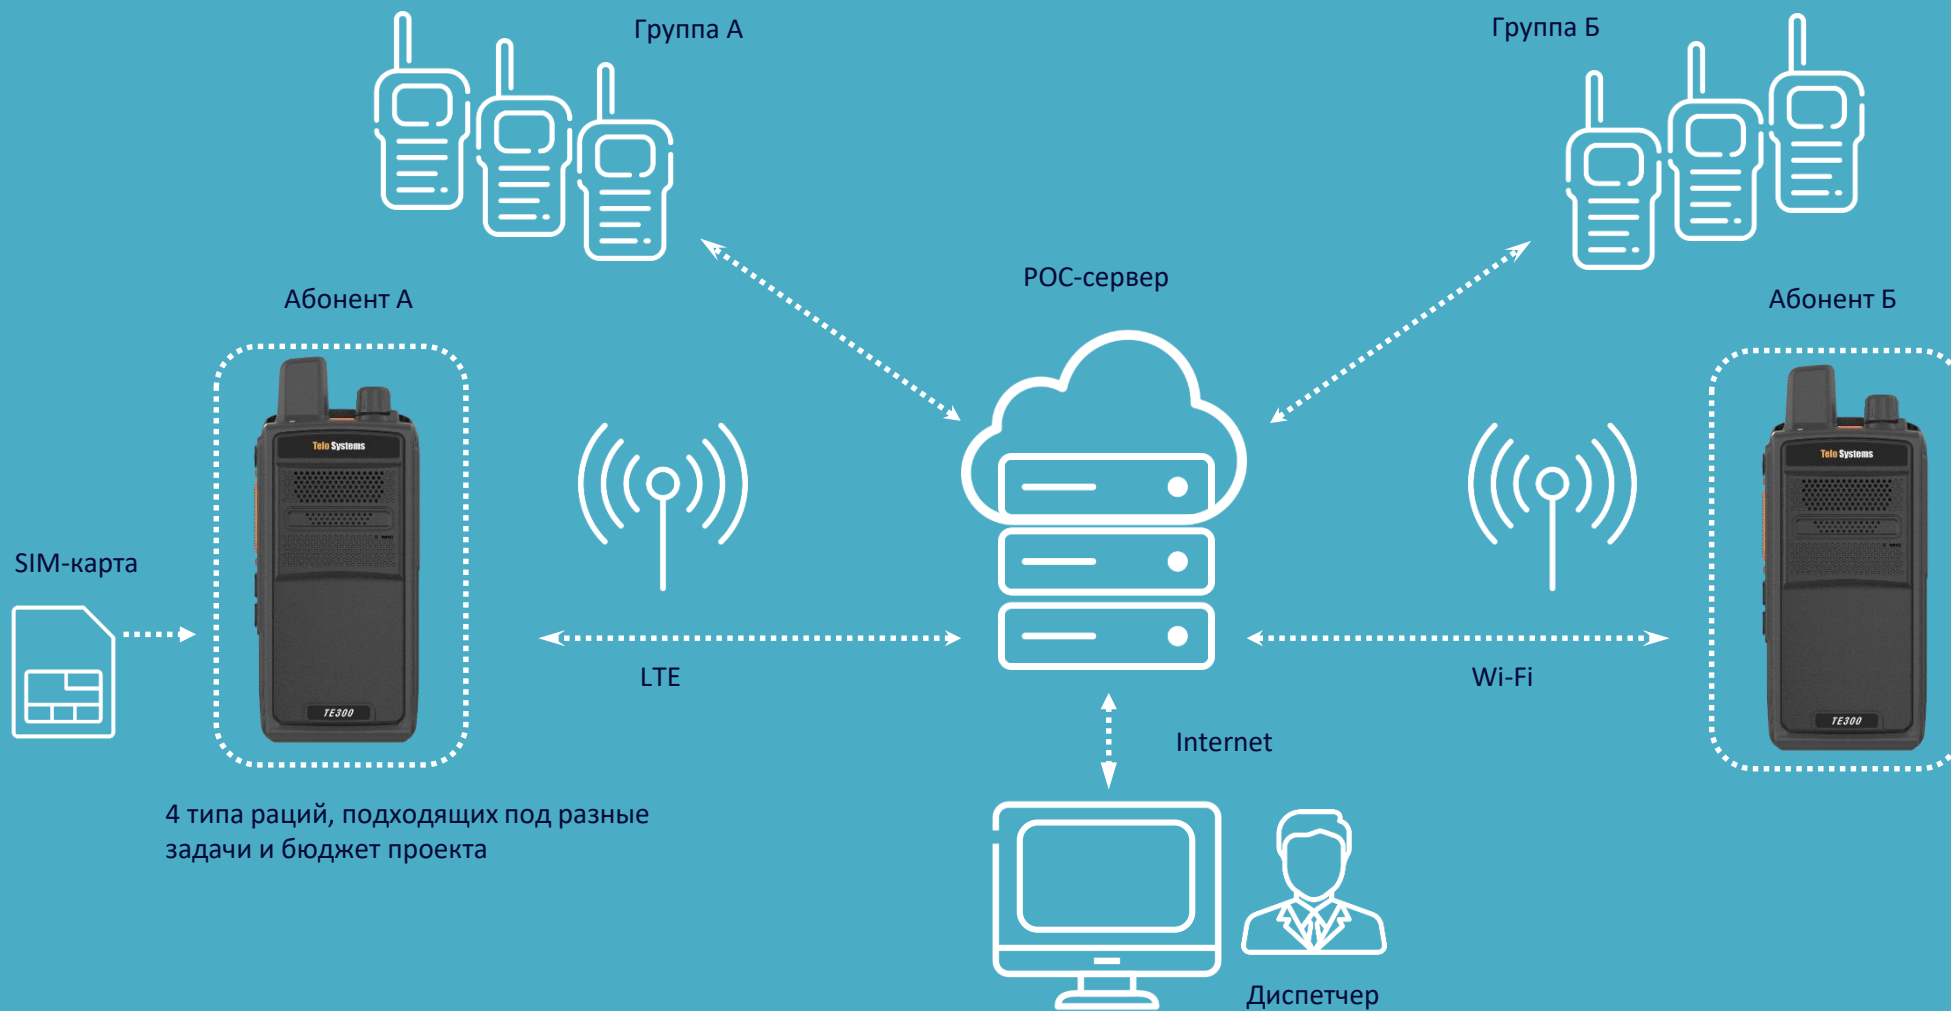 Группа А
Группа Б
POC-сервер
Абонент А
Абонент Б
Telo Systems
Telo Systems
SIM-карта
LTE
Wi-Fi
TE300
TE300
Internet
4 типа раций, подходящих под разные
задачи и бюджет проекта
Диспетчер